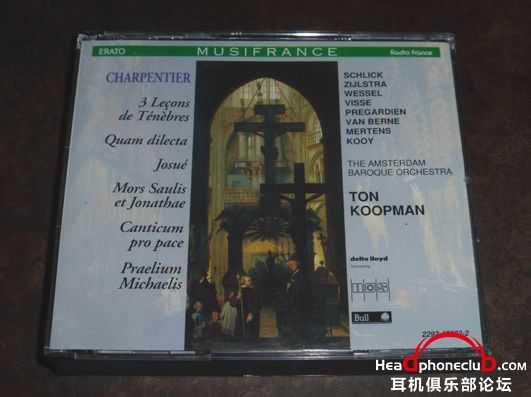 ERATO
MUSIFRANCE
Radio france
CHARPENTIER
3 Leçons
de Ténèbres
Quam dilecta
Josué
Mors Saulis
et Jonathae
Canticum
pro pace
Praelium
Michaelis
SCHLICK
ZIJLSTRA
WESSEL
VISSE
PREGARDIEN
VAN BERNE
MERTENS
KOOY
THE AMSTERDAM
BAROQUE ORCHESTRA
TON
KOOPMAN
delta lloyd
nos
Bull
HeadphoneclubD.com
耳机俱乐部论坛